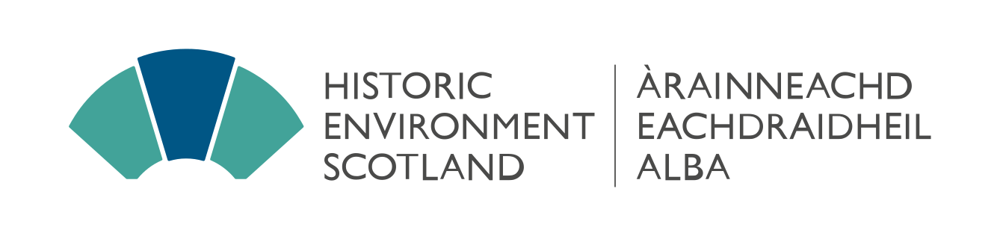 HISTORIC
ENVIRONMENT
SCOTLAND
ÀRAINNEACHD
EACHDRAIDHEIL
ALBA